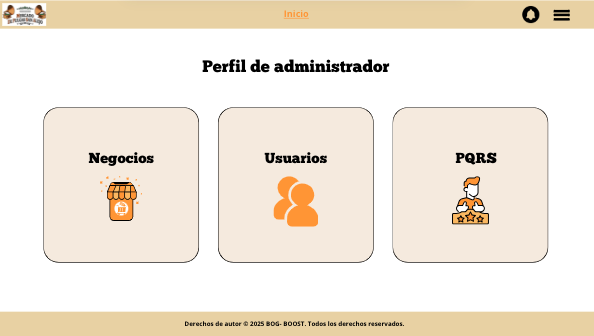 Inicio
Perfil de administrador
Negocios
Usuarios
PQRS
Derechos de autor © 2025 BOG- BOOST. Todos los derechos reservados.